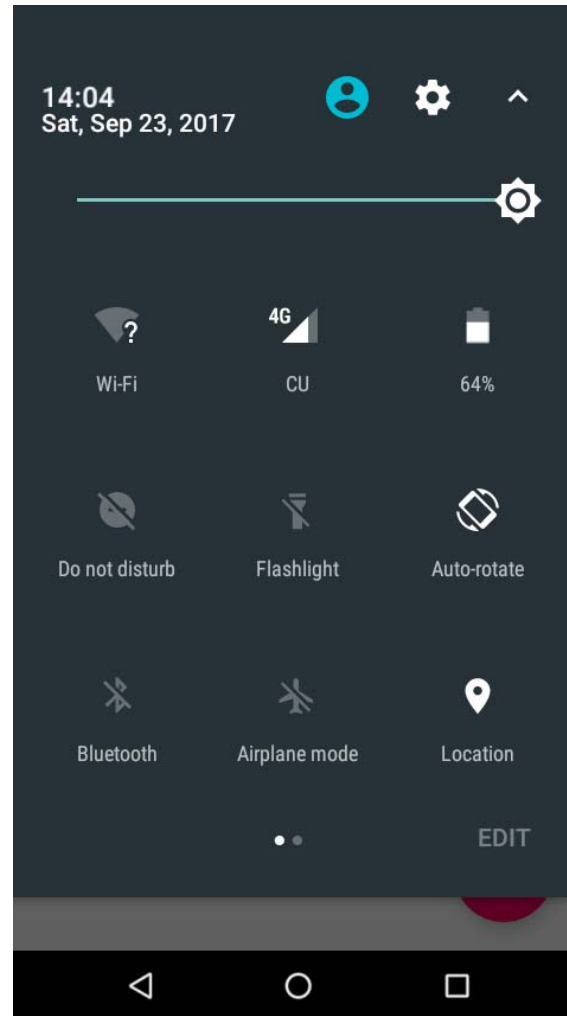 14:04
Sat, Sep 23, 2017
?
4G
Wi-Fi
CU
64%
Do not disturb
Flashlight
Auto-rotate
Bluetooth
Airplane mode
Location
EDIT